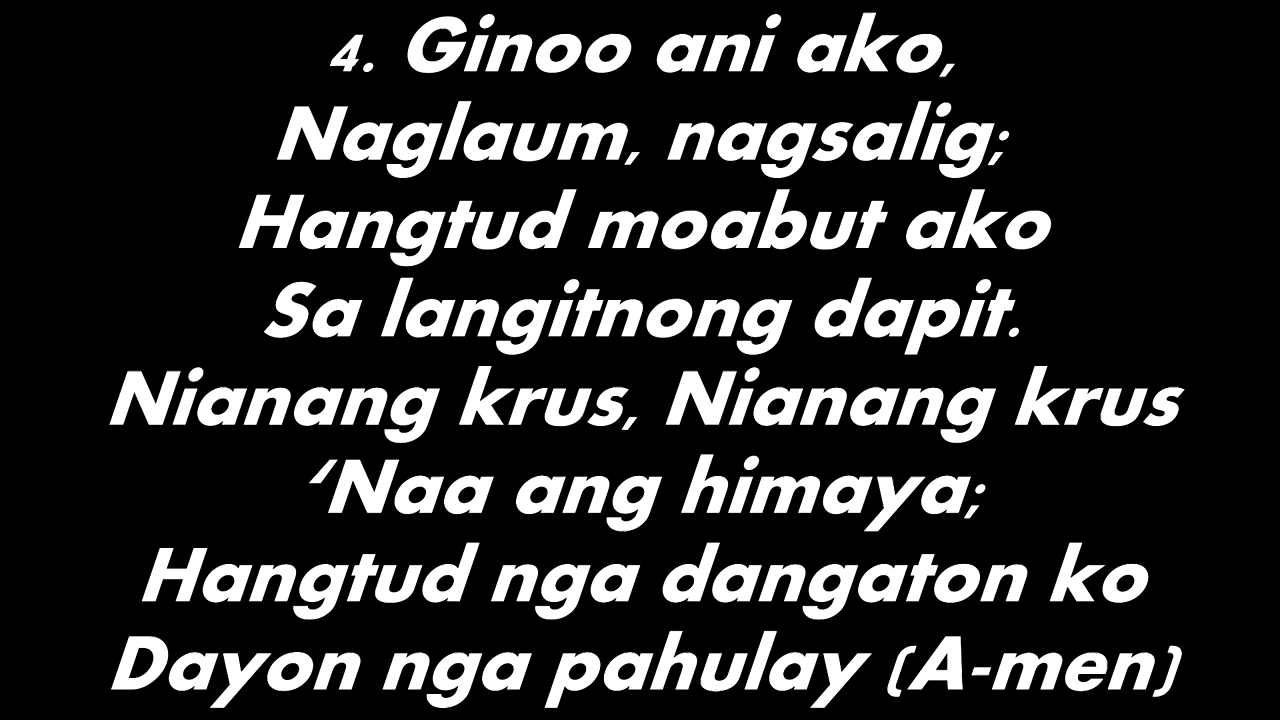 4. Ginoo ani ako,
Naglaum, nagsalig;
Hangtud moabut ako
Sa langitnong dapit.
Nianang krus, Nianang krus
‘Naa ang himaya;
Hangtud nga dangaton ko
Dayon nga pahulay (A-men)